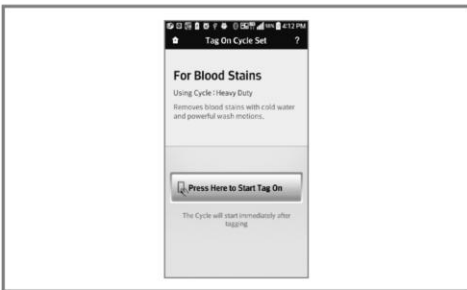 4:12 PM
Tag On Cycle Set ?
For Blood Stains
Using Cycle : Heavy Duty
Removes blood stains with cold water
and powerful wash motions.
Press Here to Start Tag On
The Cycle will start immediately after
tagging